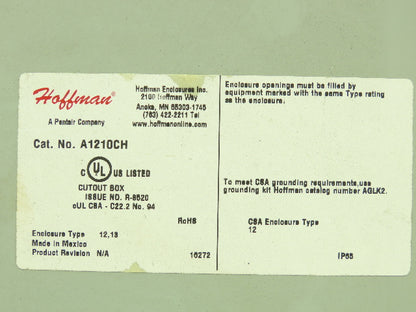 Hoffman®
A Pentair Company
Hoffman Enclosures Inc.
2100 Hoffman Way
Anoka, MN 55303-1745
(763) 422-2211 Tel
www.hoffmanonline.com
Cat. No. A1210CH
C UL US LISTED
CUTOUT BOX
ISSUE NO. R-8520
cUL CSA - C22.2 No. 94
RoHS
Enclosure Type 12,13
Made in Mexico
Product Revision N/A
16272
Enclosure openings must be filled by
equipment marked with the same Type rating
as the enclosure.
To meet CSA grounding requirements,use
grounding kit Hoffman catalog number AGLK2.
CSA Enclosure Type
12
IP65